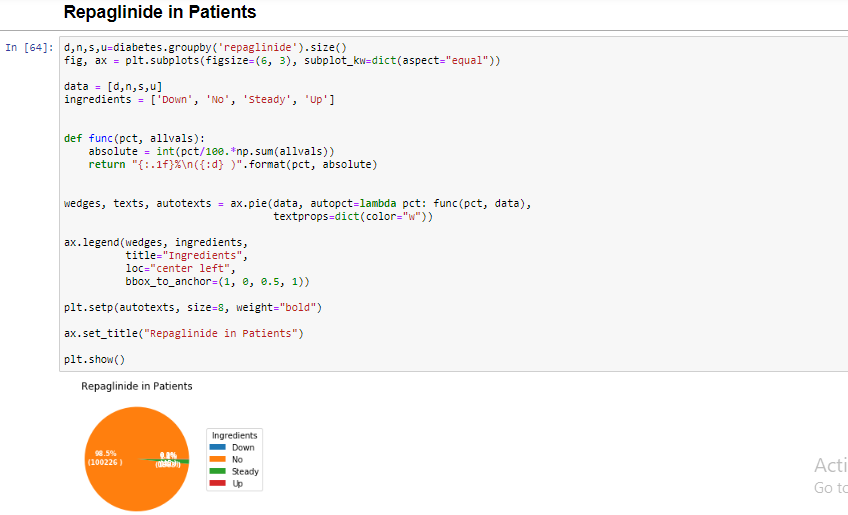 Repaglinide in Patients
In [64]:
d,n,s,u=diabetes.groupby('repaglinide').size()
fig, ax = plt.subplots(figsize=(6, 3), subplot_kw=dict(aspect="equal"))
data = [d,n,s,u]
ingredients = ['Down', 'No', 'Steady', 'Up']
def func(pct, allvals):
    absolute = int(pct/100.*np.sum(allvals))
    return "{:.1f}%\n({:d} )".format(pct, absolute)
wedges, texts, autotexts = ax.pie(data, autopct=lambda pct: func(pct, data),
                                  textprops=dict(color="w"))
ax.legend(wedges, ingredients,
          title="Ingredients",
          loc="center left",
          bbox_to_anchor=(1, 0, 0.5, 1))
plt.setp(autotexts, size=8, weight="bold")
ax.set_title("Repaglinide in Patients")
plt.show()
Repaglinide in Patients
98.5%
(100226 )
Ingredients
Down
No
Steady
Up
Acti
Go to